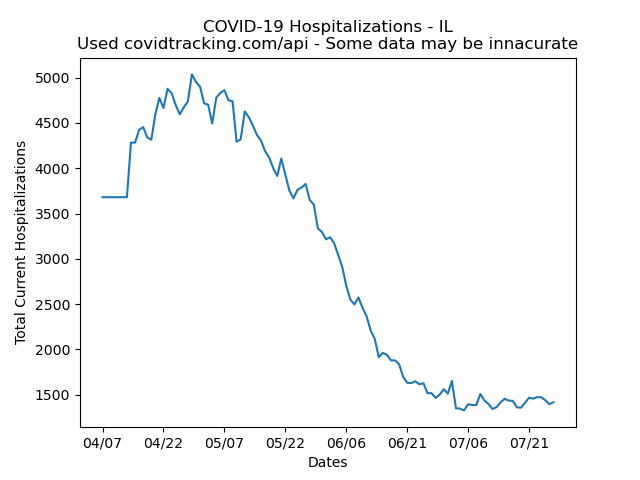 COVID-19 Hospitalizations - IL
Used covidtracking.com/api - Some data may be innacurate
Total Current Hospitalizations
5000
4500
4000
3500
3000
2500
2000
1500
04/07 04/22 05/07 05/22 06/06 06/21 07/06 07/21
Dates